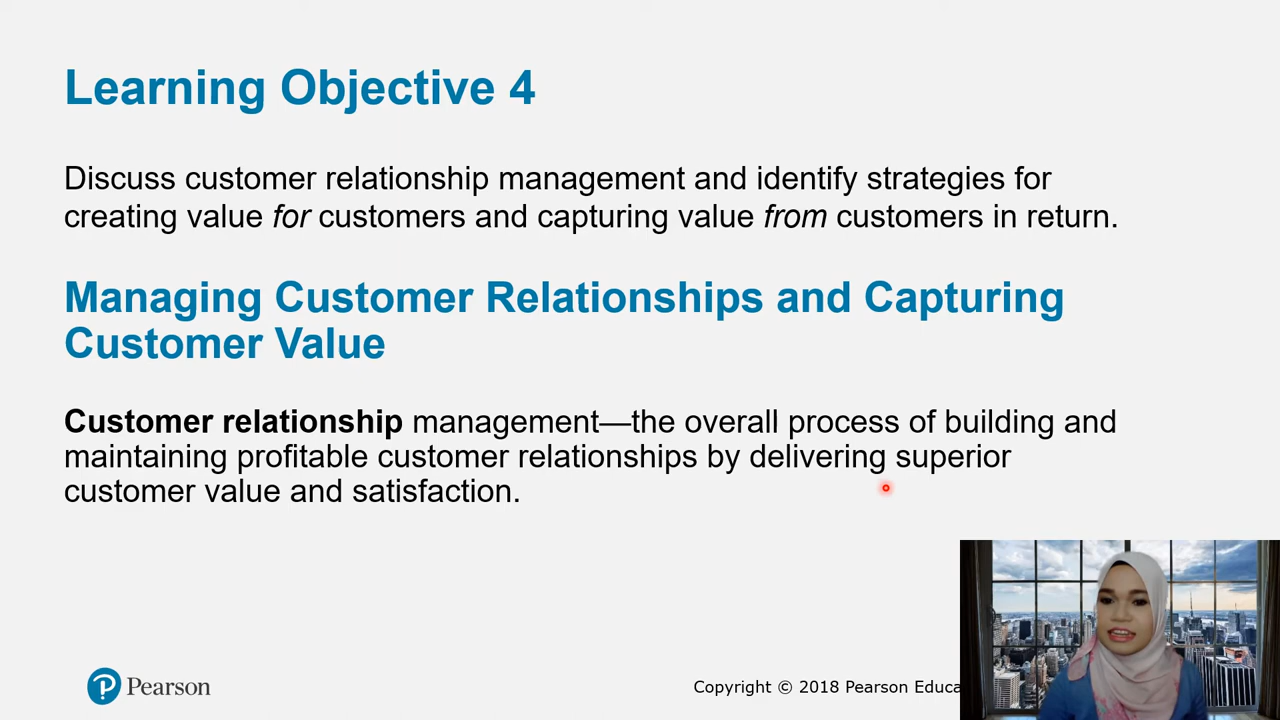 Learning Objective 4
Discuss customer relationship management and identify strategies for
creating value for customers and capturing value from customers in return.
Managing Customer Relationships and Capturing
Customer Value
Customer relationship management—the overall process of building and
maintaining profitable customer relationships by delivering superior
customer value and satisfaction.
Pearson
Copyright © 2018 Pearson